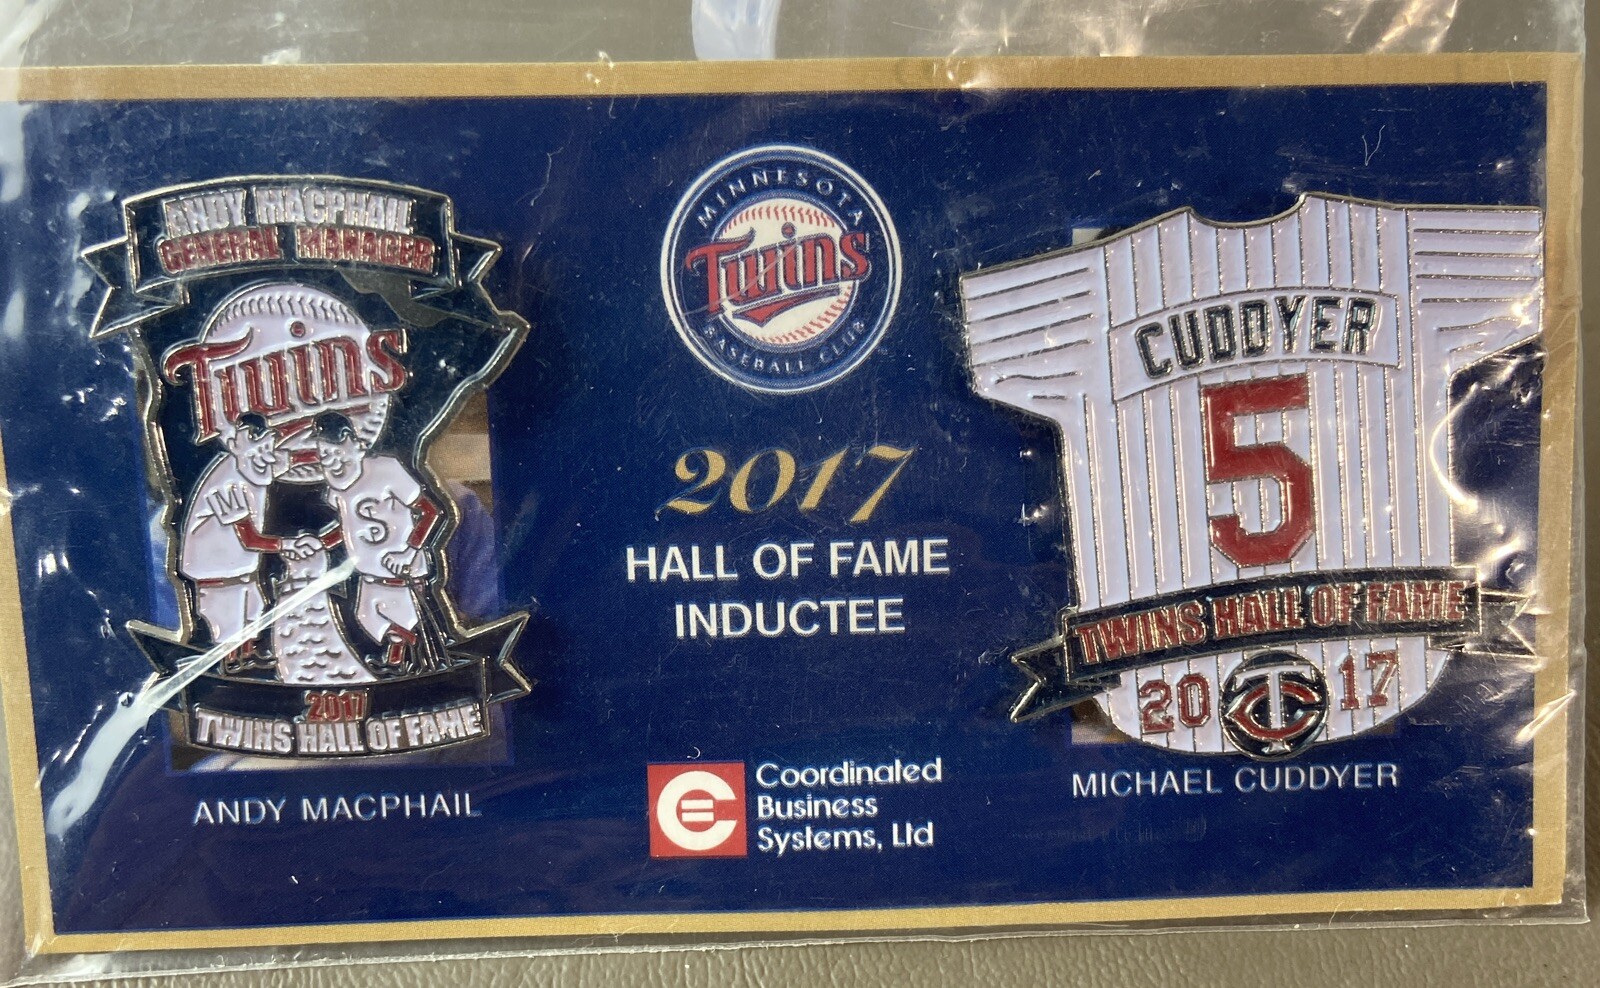 ANDY MACPHAIL
GENERAL MANAGER
Twins
M
S
2017
TWINS HALL OF FAME
ANDY MACPHAIL
MINNESOTA
Twins
BASEBALL CLUB
2017
HALL OF FAME
INDUCTEE
Coordinated
Business
Systems, Ltd
CUDDYER
5
TWINS HALL OF FAME
20 TC 17
MICHAEL CUDDYER